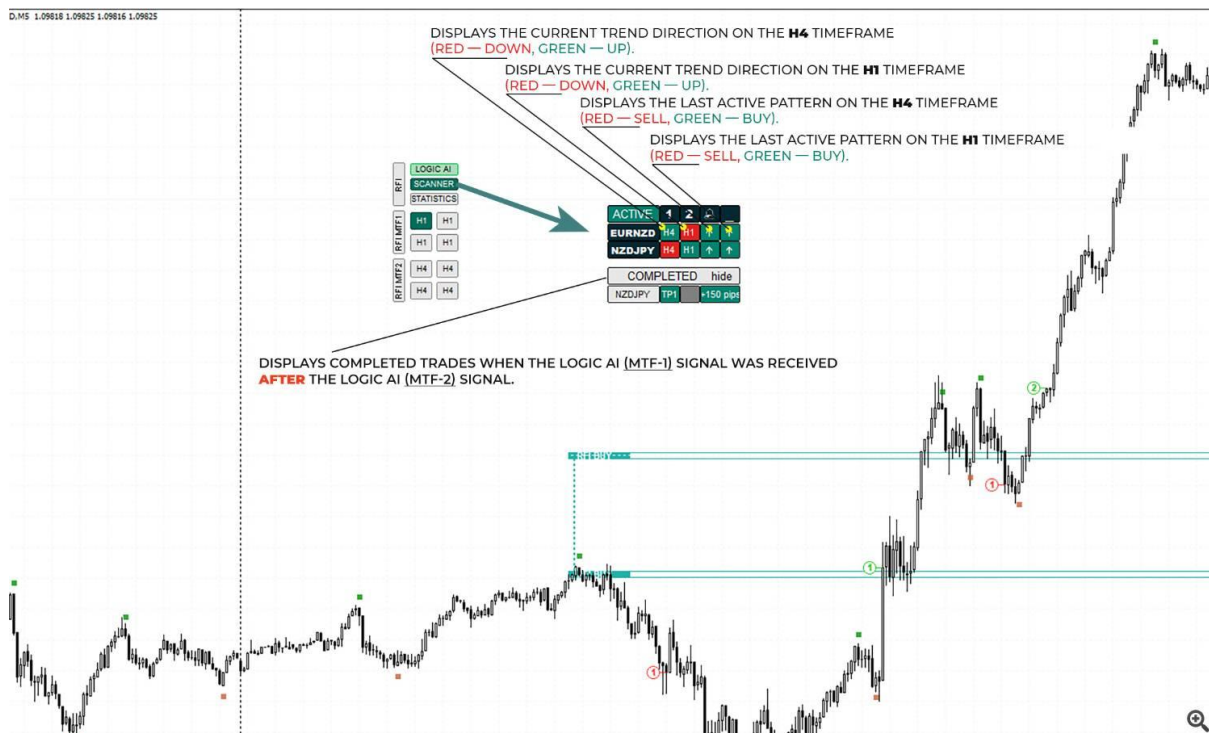 D,M5 1.09818 1.09825 1.09816 1.09825
DISPLAYS THE CURRENT TREND DIRECTION ON THE H4 TIMEFRAME
(RED — DOWN, GREEN — UP).
DISPLAYS THE CURRENT TREND DIRECTION ON THE H1 TIMEFRAME
(RED — DOWN, GREEN — UP).
DISPLAYS THE LAST ACTIVE PATTERN ON THE H4 TIMEFRAME
(RED — SELL, GREEN — BUY).
DISPLAYS THE LAST ACTIVE PATTERN ON THE H1 TIMEFRAME
(RED — SELL, GREEN — BUY).
RFI
LOGIC AI
SCANNER
STATISTICS
RFI MTF1
H1 H1
H1 H1
RFI MTF2
H4 H4
H4 H4
ACTIVE 1 2 _
EURNZD H4 H1 ↑ ↑
NZDJPY H4 H1 ↑ ↑
COMPLETED hide
NZDJPY TP1 +150 pips
DISPLAYS COMPLETED TRADES WHEN THE LOGIC AI (MTF-1) SIGNAL WAS RECEIVED
AFTER THE LOGIC AI (MTF-2) SIGNAL.
2
RFI BUY
1
1
BUY
1